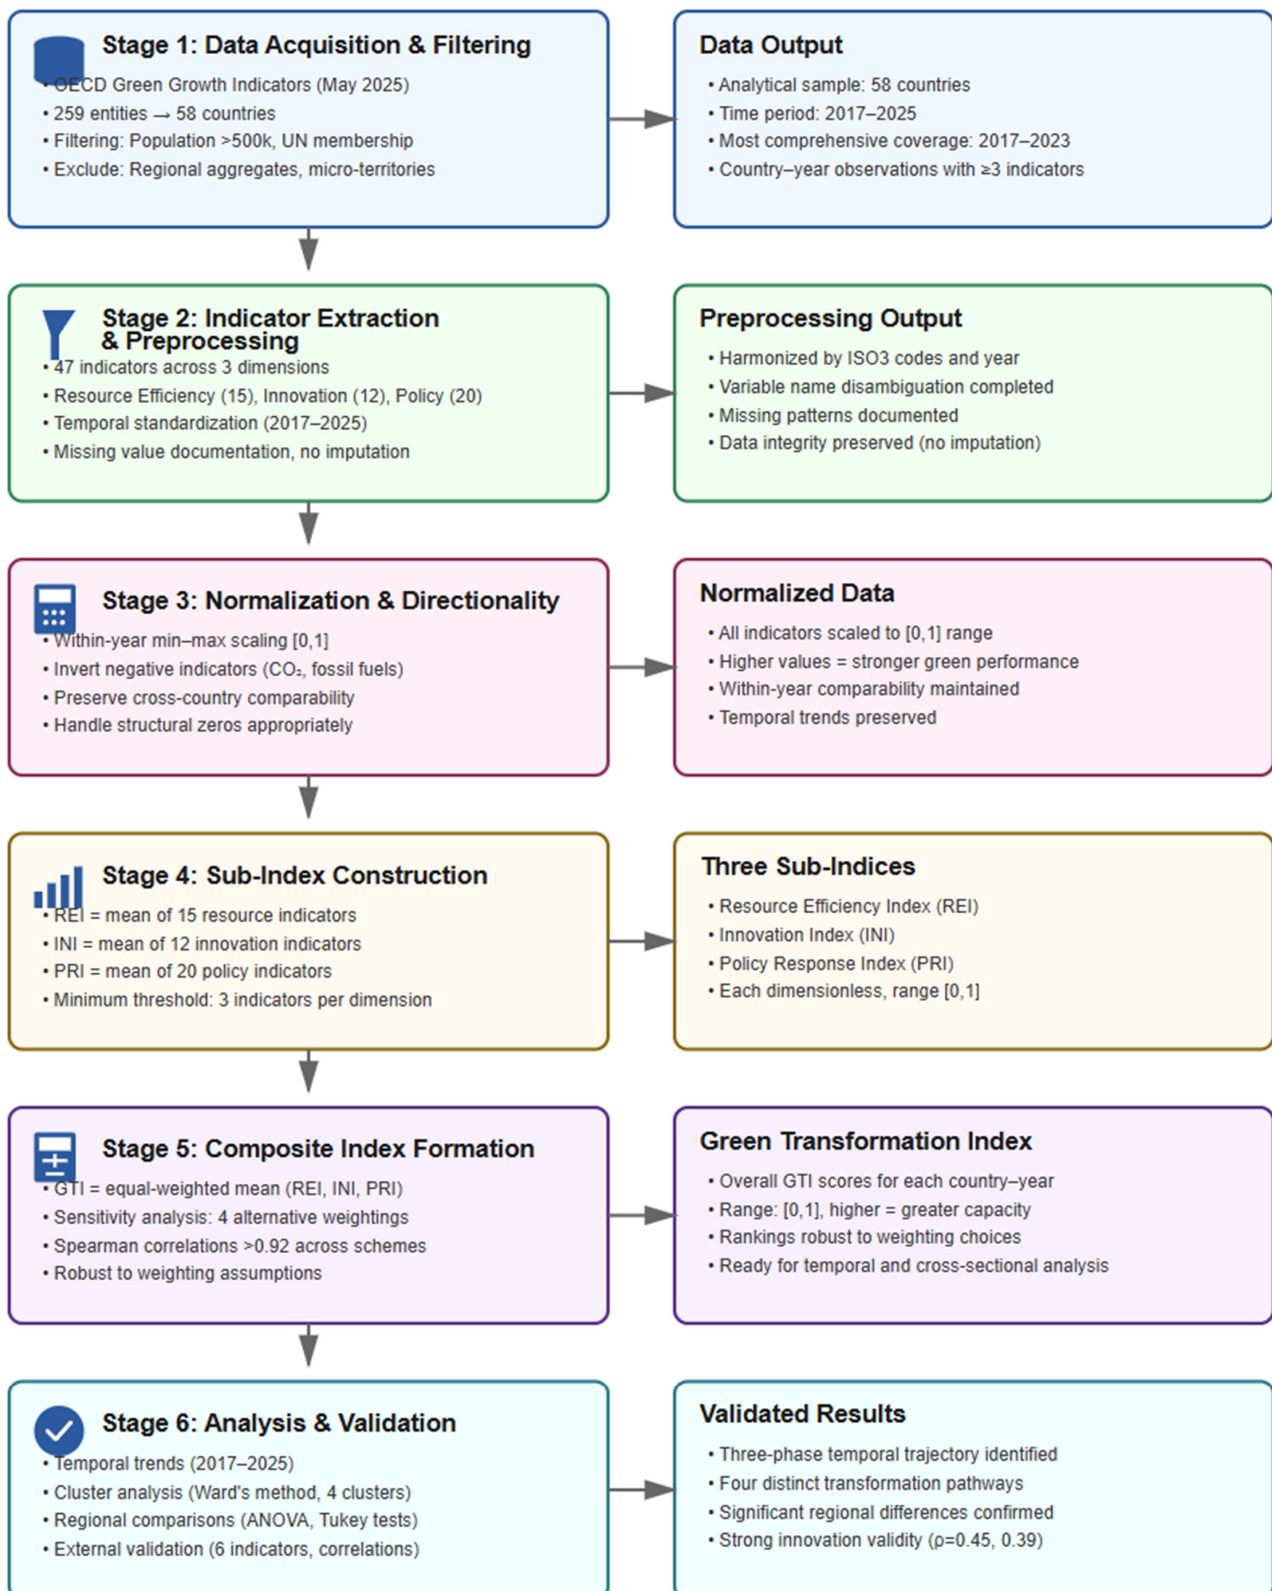 Stage 1: Data Acquisition & Filtering
• OECD Green Growth Indicators (May 2025)
• 259 entities → 58 countries
• Filtering: Population >500k, UN membership
• Exclude: Regional aggregates, micro-territories
Data Output
• Analytical sample: 58 countries
• Time period: 2017–2025
• Most comprehensive coverage: 2017–2023
• Country–year observations with ≥3 indicators
Stage 2: Indicator Extraction
& Preprocessing
• 47 indicators across 3 dimensions
• Resource Efficiency (15), Innovation (12), Policy (20)
• Temporal standardization (2017–2025)
• Missing value documentation, no imputation
Preprocessing Output
• Harmonized by ISO3 codes and year
• Variable name disambiguation completed
• Missing patterns documented
• Data integrity preserved (no imputation)
Stage 3: Normalization & Directionality
• Within-year min–max scaling [0,1]
• Invert negative indicators (CO₂, fossil fuels)
• Preserve cross-country comparability
• Handle structural zeros appropriately
Normalized Data
• All indicators scaled to [0,1] range
• Higher values = stronger green performance
• Within-year comparability maintained
• Temporal trends preserved
Stage 4: Sub-Index Construction
• REI = mean of 15 resource indicators
• INI = mean of 12 innovation indicators
• PRI = mean of 20 policy indicators
• Minimum threshold: 3 indicators per dimension
Three Sub-Indices
• Resource Efficiency Index (REI)
• Innovation Index (INI)
• Policy Response Index (PRI)
• Each dimensionless, range [0,1]
Stage 5: Composite Index Formation
• GTI = equal-weighted mean (REI, INI, PRI)
• Sensitivity analysis: 4 alternative weightings
• Spearman correlations >0.92 across schemes
• Robust to weighting assumptions
Green Transformation Index
• Overall GTI scores for each country–year
• Range: [0,1], higher = greater capacity
• Rankings robust to weighting choices
• Ready for temporal and cross-sectional analysis
Stage 6: Analysis & Validation
• Temporal trends (2017–2025)
• Cluster analysis (Ward's method, 4 clusters)
• Regional comparisons (ANOVA, Tukey tests)
• External validation (6 indicators, correlations)
Validated Results
• Three-phase temporal trajectory identified
• Four distinct transformation pathways
• Significant regional differences confirmed
• Strong innovation validity (ρ=0.45, 0.39)